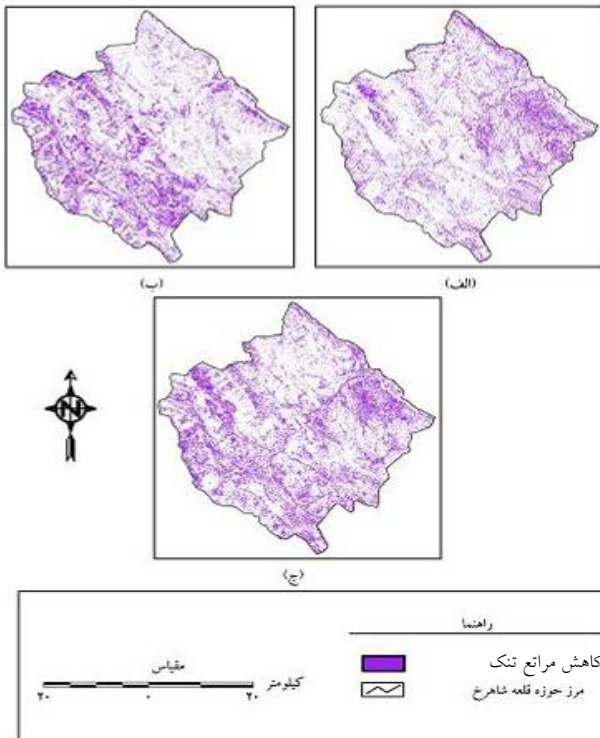 (الف)
(ب)
(ج)
N
راهنما
کاهش مراتع تنک
مرز حوزه قلعه شاهرخ
مقیاس
کیلومتر
۲۰ ۰ ۲۰